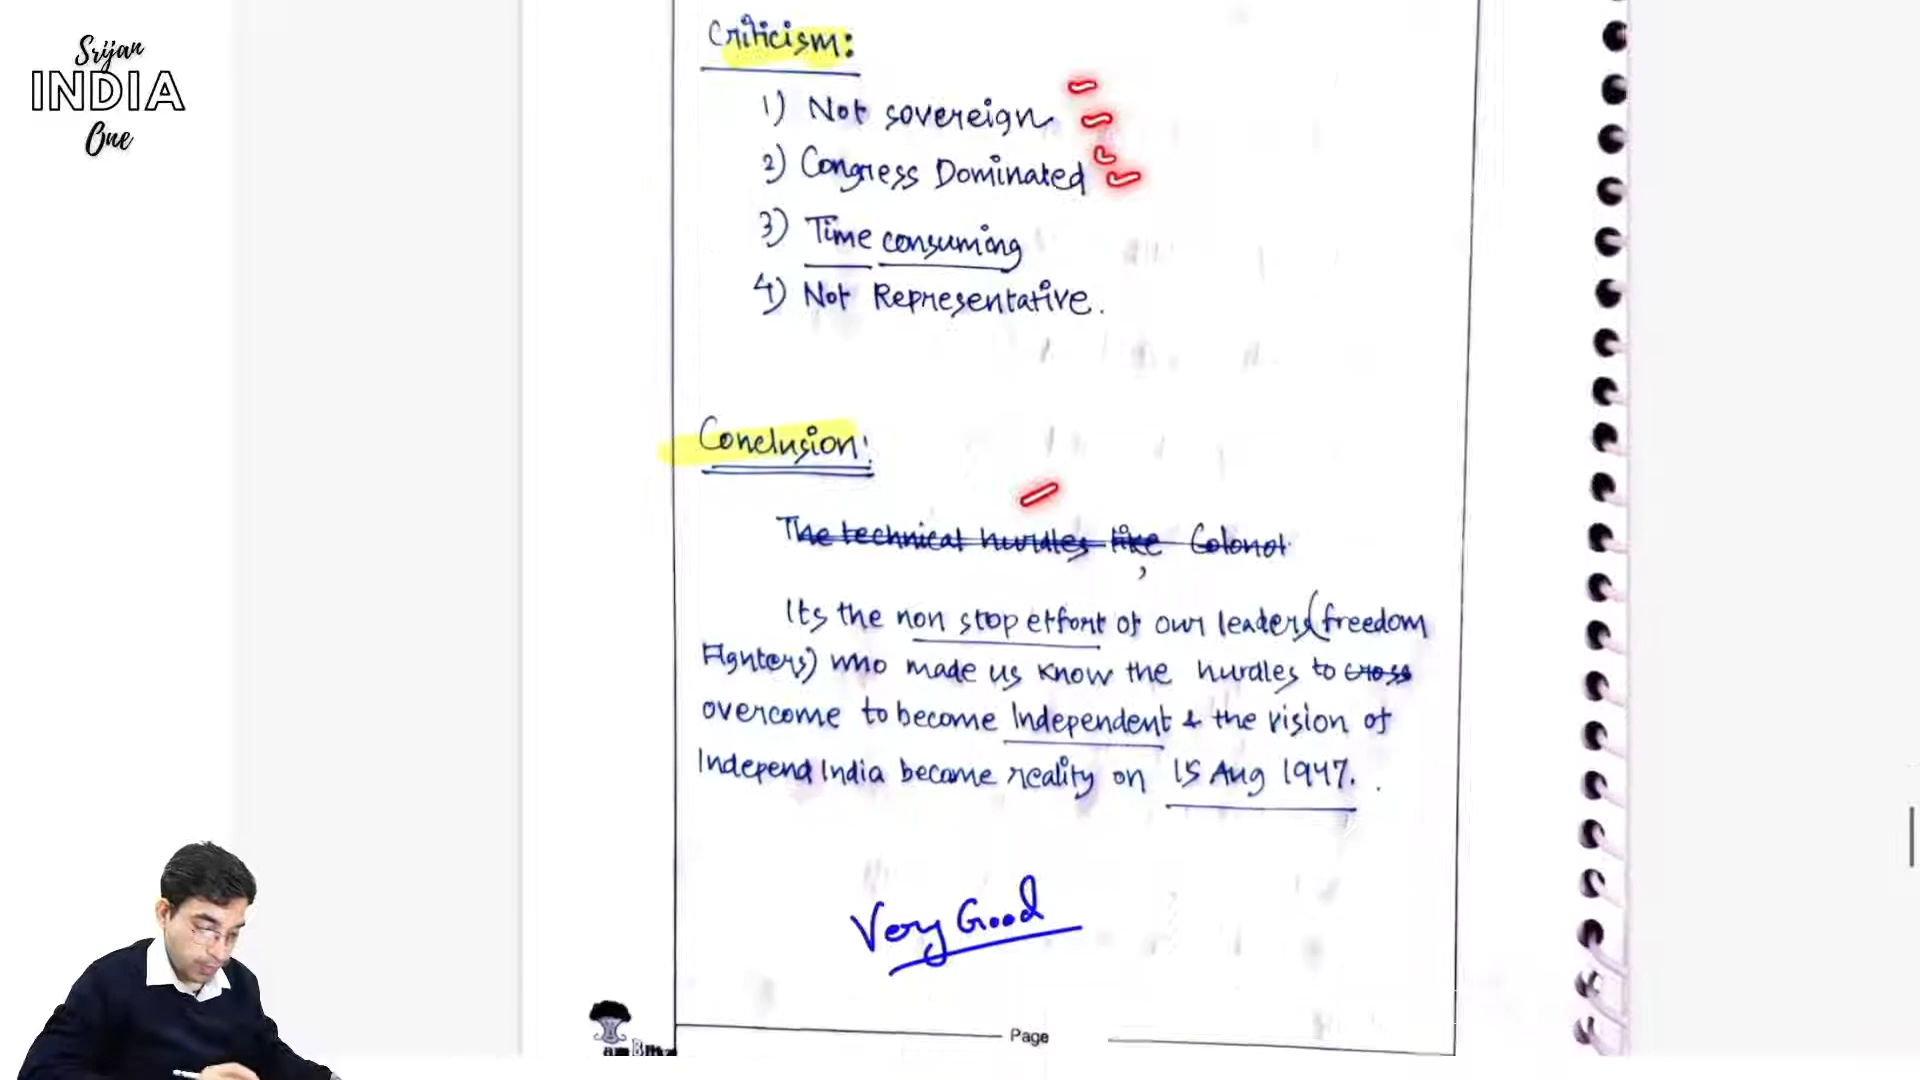 Srijan
INDIA
One
Criticism:
1) Not sovereign
2) Congress Dominated
3) Time consuming
4) Not Representative.
Conclusion:
The technical hurdles like Colonol
Its the non stop effort of our leaders (freedom
Fighters) who made us know the hurdles to cross
overcome to become Independent & the vision of
Independ India became reality on 15 Aug 1947.
Very Good
Page